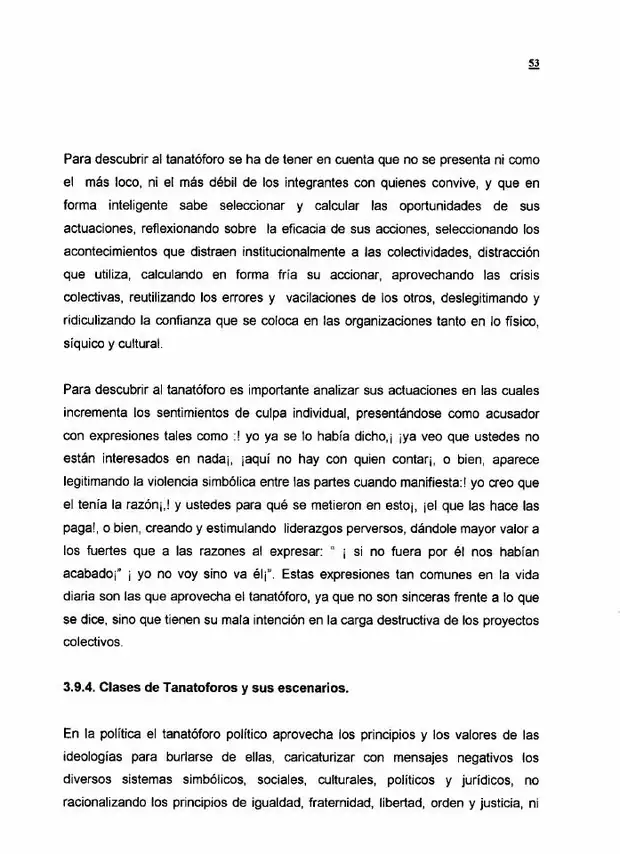 53
Para descubrir al tanatóforo se ha de tener en cuenta que no se presenta ni como
el más loco, ni el más débil de los integrantes con quienes convive, y que en
forma inteligente sabe seleccionar y calcular las oportunidades de sus
actuaciones, reflexionando sobre la eficacia de sus acciones, seleccionando los
acontecimientos que distraen institucionalmente a las colectividades, distracción
que utiliza, calculando en forma fría su accionar, aprovechando las crisis
colectivas, reutilizando los errores y vacilaciones de los otros, deslegitimando y
ridiculizando la confianza que se coloca en las organizaciones tanto en lo físico,
síquico y cultural.
Para descubrir al tanatóforo es importante analizar sus actuaciones en las cuales
incrementa los sentimientos de culpa individual, presentándose como acusador
con expresiones tales como :! yo ya se lo había dicho,¡ ¡ya veo que ustedes no
están interesados en nada¡, ¡aquí no hay con quien contar¡, o bien, aparece
legitimando la violencia simbólica entre las partes cuando manifiesta:! yo creo que
el tenía la razón¡,! y ustedes para qué se metieron en esto¡, ¡el que las hace las
paga!, o bien, creando y estimulando liderazgos perversos, dándole mayor valor a
los fuertes que a las razones al expresar: " ¡ si no fuera por él nos habían
acabado¡" ¡ yo no voy sino va él¡". Estas expresiones tan comunes en la vida
diaria son las que aprovecha el tanatóforo, ya que no son sinceras frente a lo que
se dice, sino que tienen su mala intención en la carga destructiva de los proyectos
colectivos.
3.9.4. Clases de Tanatoforos y sus escenarios.
En la política el tanatóforo político aprovecha los principios y los valores de las
ideologías para burlarse de ellas, caricaturizar con mensajes negativos los
diversos sistemas simbólicos, sociales, culturales, políticos y jurídicos, no
racionalizando los principios de igualdad, fraternidad, libertad, orden y justicia, ni